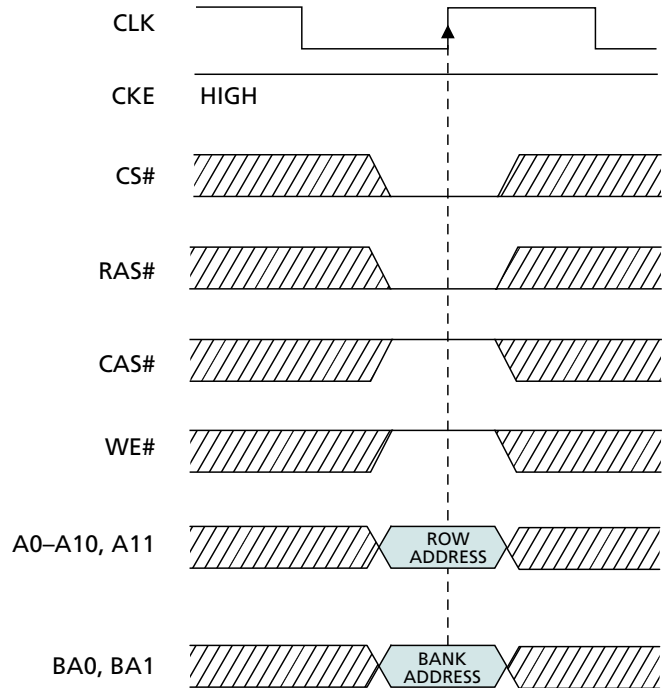 CLK
CKE HIGH
CS#
RAS#
CAS#
WE#
A0–A10, A11 ROW
ADDRESS
BA0, BA1 BANK
ADDRESS